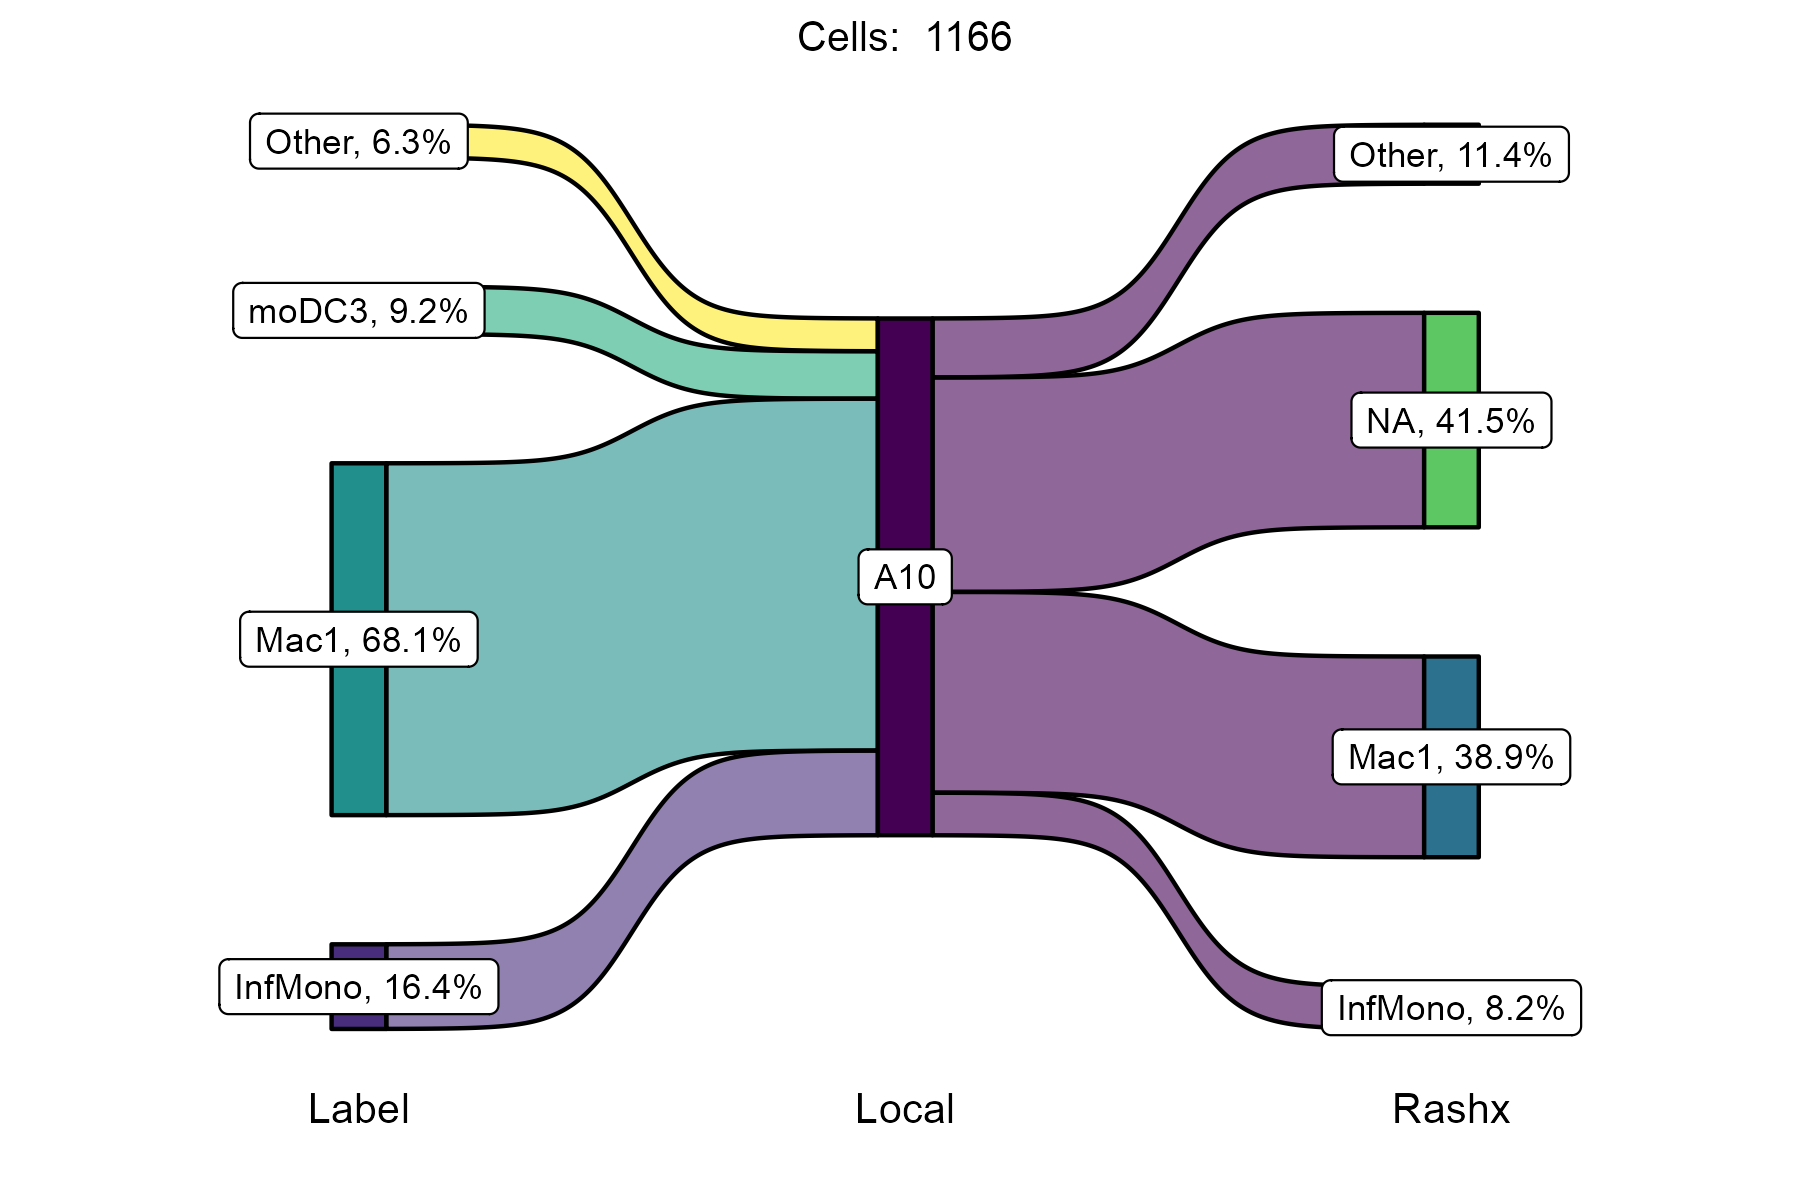 Cells:  1166
Other, 6.3%
Other, 11.4%
moDC3, 9.2%
NA, 41.5%
A10
Mac1, 68.1%
Mac1, 38.9%
InfMono, 16.4%
InfMono, 8.2%
Label
Local
Rashx